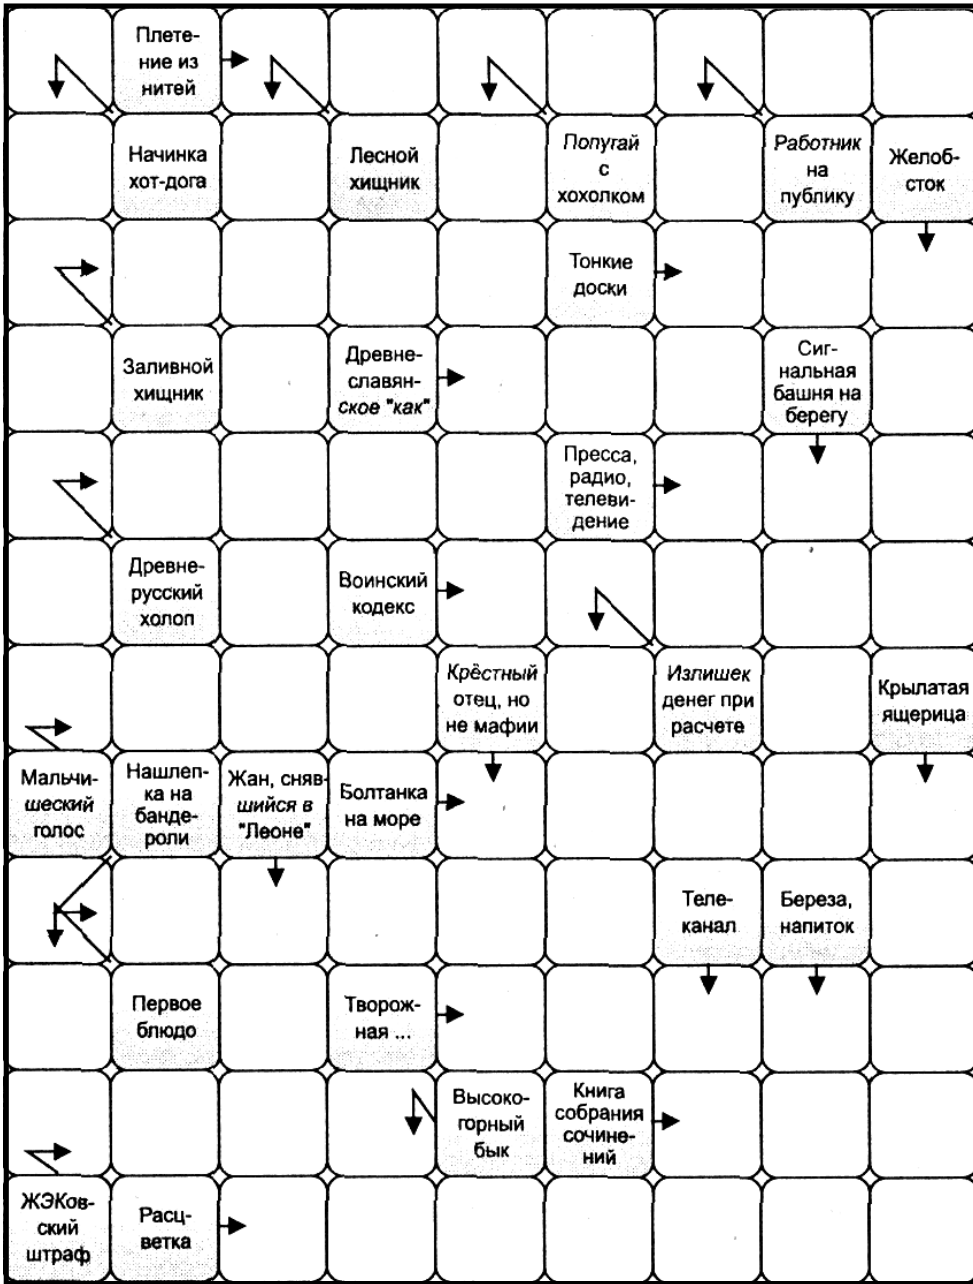 Плете-
ние из
нитей
Начинка
хот-дога
Лесной
хищник
Попугай
с
хохолком
Работник
на
публику
Желоб-
сток
Тонкие
доски
Заливной
хищник
Древне-
славян-
ское "как"
Сиг-
нальная
башня на
берегу
Пресса,
радио,
телеви-
дение
Древне-
русский
холоп
Воинский
кодекс
Крёстный
отец, но
не мафии
Излишек
денег при
расчете
Крылатая
ящерица
Мальчи-
шеский
голос
Нашлеп-
ка на
банде-
роли
Жан, сняв-
шийся в
"Леоне"
Болтанка
на море
Теле-
канал
Береза,
напиток
Первое
блюдо
Творож-
ная ...
Высоко-
горный
бык
Книга
собрания
сочине-
ний
ЖЭКов-
ский
штраф
Расц-
ветка